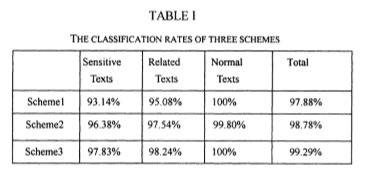 TABLE I
THE CLASSIFICATION RATES OF THREE SCHEMES
Sensitive Texts Related Texts Normal Texts Total
Scheme1 93.14% 95.08% 100% 97.88%
Scheme2 96.38% 97.54% 99.80% 98.78%
Scheme3 97.83% 98.24% 100% 99.29%